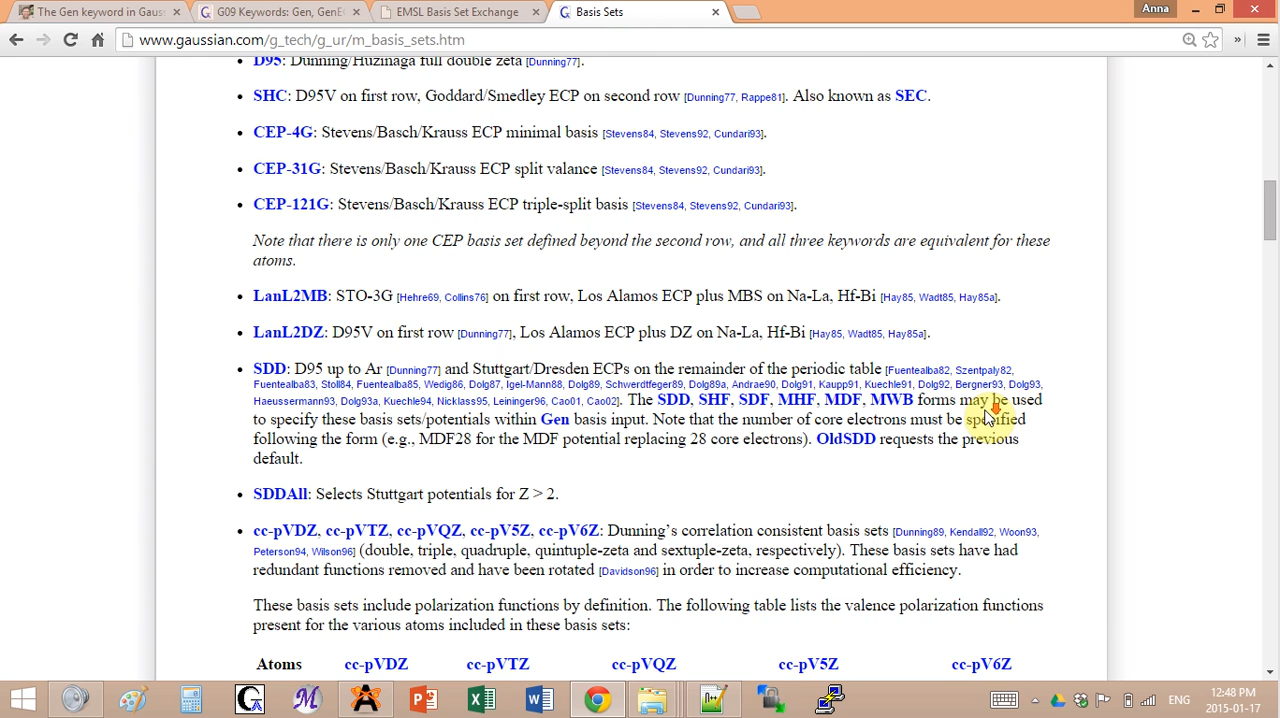 The Gen keyword in Gauss
G09 Keywords: Gen, GenE
EMSL Basis Set Exchange
Basis Sets
Anna
www.gaussian.com/g_tech/g_ur/m_basis_sets.htm
D95: Dunning/Huzinaga full double zeta [Dunning77].
SHC: D95V on first row, Goddard/Smedley ECP on second row [Dunning77, Rappe81]. Also known as SEC.
CEP-4G: Stevens/Basch/Krauss ECP minimal basis [Stevens84, Stevens92, Cundari93].
CEP-31G: Stevens/Basch/Krauss ECP split valance [Stevens84, Stevens92, Cundari93].
CEP-121G: Stevens/Basch/Krauss ECP triple-split basis [Stevens84, Stevens92, Cundari93].
Note that there is only one CEP basis set defined beyond the second row, and all three keywords are equivalent for these
atoms.
LanL2MB: STO-3G [Hehre69, Collins76] on first row, Los Alamos ECP plus MBS on Na-La, Hf-Bi [Hay85, Wadt85, Hay85a].
LanL2DZ: D95V on first row [Dunning77], Los Alamos ECP plus DZ on Na-La, Hf-Bi [Hay85, Wadt85, Hay85a].
SDD: D95 up to Ar [Dunning77] and Stuttgart/Dresden ECPs on the remainder of the periodic table [Fuentealba82, Szentpaly82,
Fuentealba83, Stoll84, Fuentealba85, Wedig86, Dolg87, Igel-Mann88, Dolg89, Schwerdtfeger89, Dolg89a, Andrae90, Dolg91, Kaupp91, Kuechle91, Dolg92, Bergner93, Dolg93,
Haeussermann93, Dolg93a, Kuechle94, Nicklass95, Leininger96, Cao01, Cao02]. The SDD, SHF, SDF, MHF, MDF, MWB forms may be used
to specify these basis sets/potentials within Gen basis input. Note that the number of core electrons must be specified
following the form (e.g., MDF28 for the MDF potential replacing 28 core electrons). OldSDD requests the previous
default.
SDDAll: Selects Stuttgart potentials for Z > 2.
cc-pVDZ, cc-pVTZ, cc-pVQZ, cc-pV5Z, cc-pV6Z: Dunning’s correlation consistent basis sets [Dunning89, Kendall92, Woon93,
Peterson94, Wilson96] (double, triple, quadruple, quintuple-zeta and sextuple-zeta, respectively). These basis sets have had
redundant functions removed and have been rotated [Davidson96] in order to increase computational efficiency.
These basis sets include polarization functions by definition. The following table lists the valence polarization functions
present for the various atoms included in these basis sets:
Atoms cc-pVDZ cc-pVTZ cc-pVQZ cc-pV5Z cc-pV6Z
ENG
12:48 PM
2015-01-17